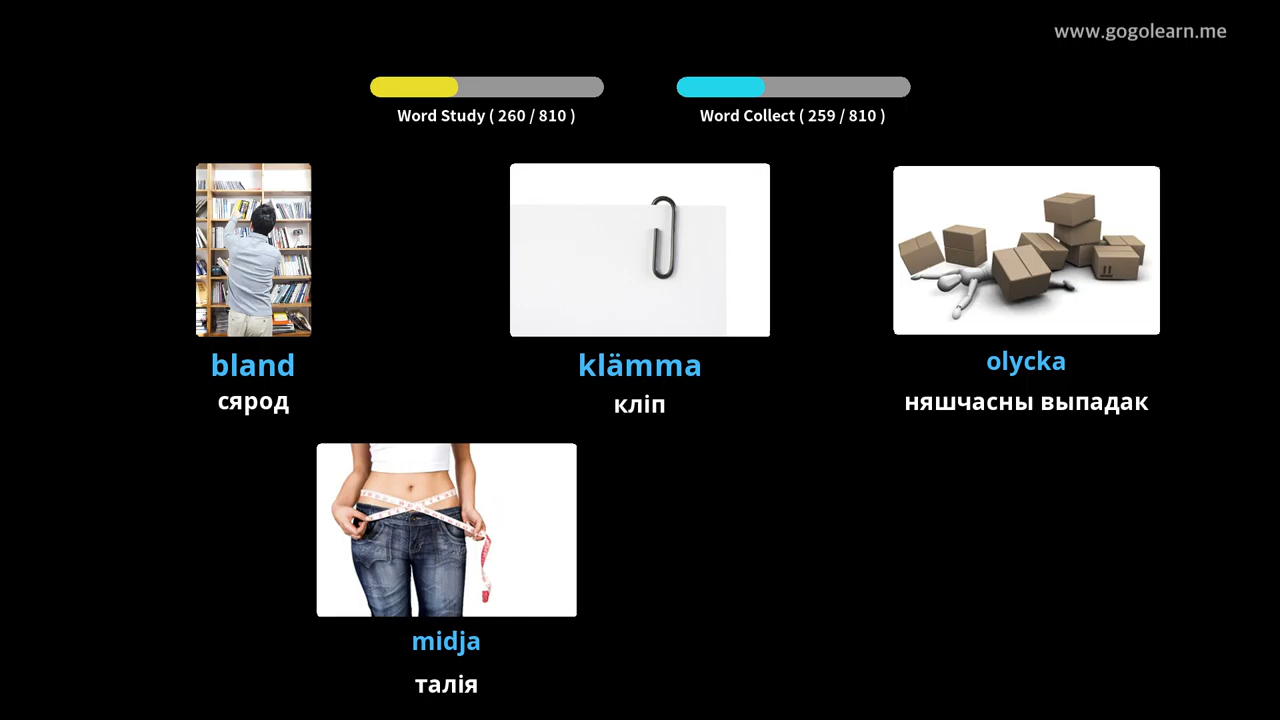 www.gogolearn.me
Word Study ( 260 / 810 )
Word Collect ( 259 / 810 )
bland
сярод
klämma
кліп
olycka
няшчасны выпадак
midja
талія